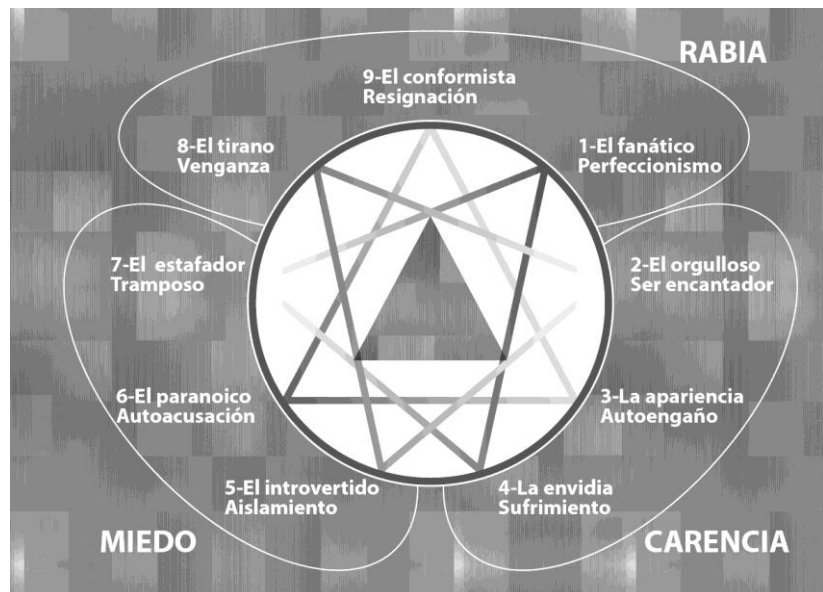 RABIA
9-El conformista
Resignación
8-El tirano
Venganza
1-El fanático
Perfeccionismo
7-El estafador
Tramposo
2-El orgulloso
Ser encantador
6-El paranoico
Autoacusación
3-La apariencia
Autoengaño
5-El introvertido
Aislamiento
4-La envidia
Sufrimiento
MIEDO
CARENCIA